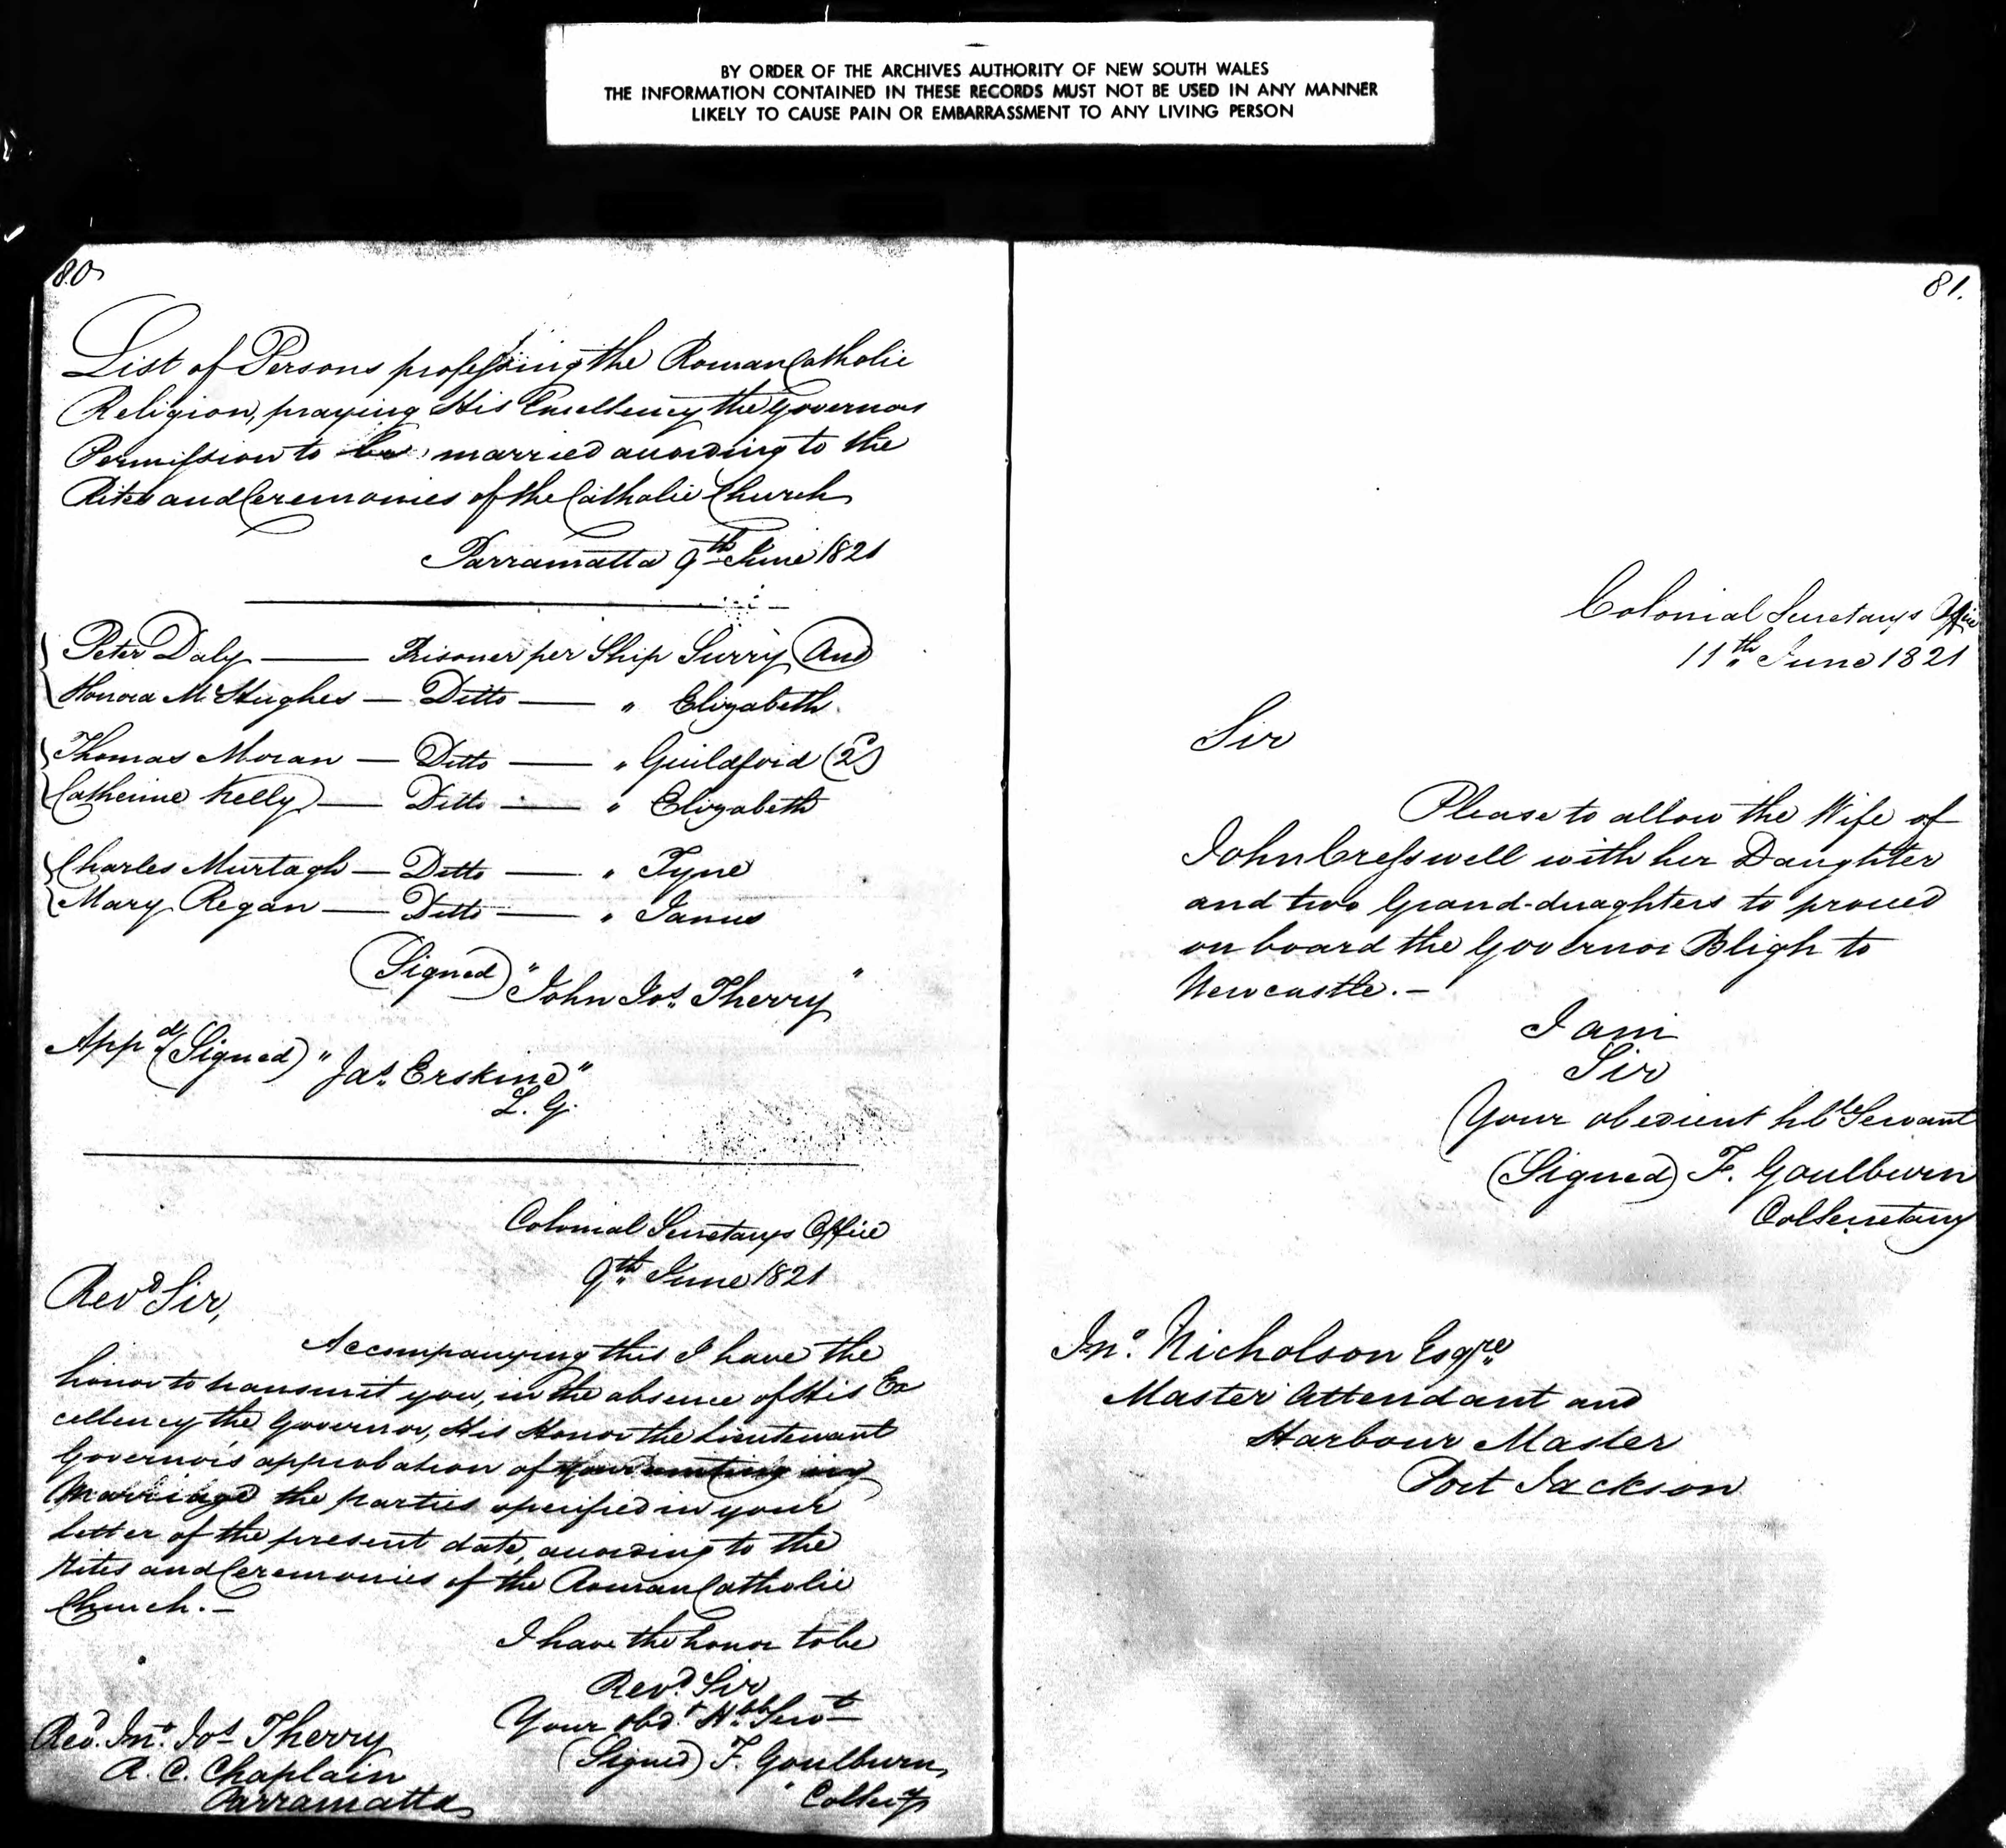 BY ORDER OF THE ARCHIVES AUTHORITY OF NEW SOUTH WALES
THE INFORMATION CONTAINED IN THESE RECORDS MUST NOT BE USED IN ANY MANNER
LIKELY TO CAUSE PAIN OR EMBARRASSMENT TO ANY LIVING PERSON
80
List of Persons professing the Roman Catholic
Religion, praying His Excellency the Governors
Permission to be married according to the
Rites and Ceremonies of the Catholic Church
Parramatta 9th June 1821
Peter Daly — Prisoner per Ship Surry And
Honora McHughes — Ditto — " Elizabeth
Thomas Moran — Ditto — " Guildford (2d)
Catherine Kelly — Ditto — " Elizabeth
Charles Murtagh — Ditto — " Tyne
Mary Regan — Ditto — " Janus
(Signed) "John Jos. Therry"
Appd (Signed) "Jas. Erskine"
L. G.
Colonial Secretarys Office
9th June 1821
Revd Sir,
Accompanying this I have the
honor to transmit you, in the absence of His Ex
cellency the Governor, His Honor the Lieutenant
Governor's approbation of your uniting in
Marriage the parties specified in your
letter of the present date, according to the
Rites and Ceremonies of the Roman Catholic
Church. —
I have the honor to be
Revd Sir
Your obdt Hble Servt
(Signed) F. Goulburn
Col Secy
Revd Jno. Jos Therry
R. C. Chaplain
Parramatta
81.
Colonial Secretarys Office
11th June 1821
Sir
Please to allow the Wife of
John Cresswell with her Daughter
and two Grand-duaghters to proceed
on board the Governor Bligh to
Newcastle. —
I am
Sir
Your obedient hble Servant
(Signed) F. Goulburn
Col Secretary
Jno. Nicholson Esqre.
Master Attendant and
Harbour Master
Port Jackson